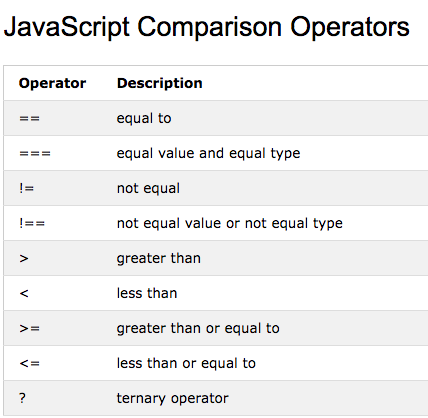 JavaScript Comparison Operators
Operator Description
== equal to
=== equal value and equal type
!= not equal
!== not equal value or not equal type
> greater than
< less than
>= greater than or equal to
<= less than or equal to
? ternary operator